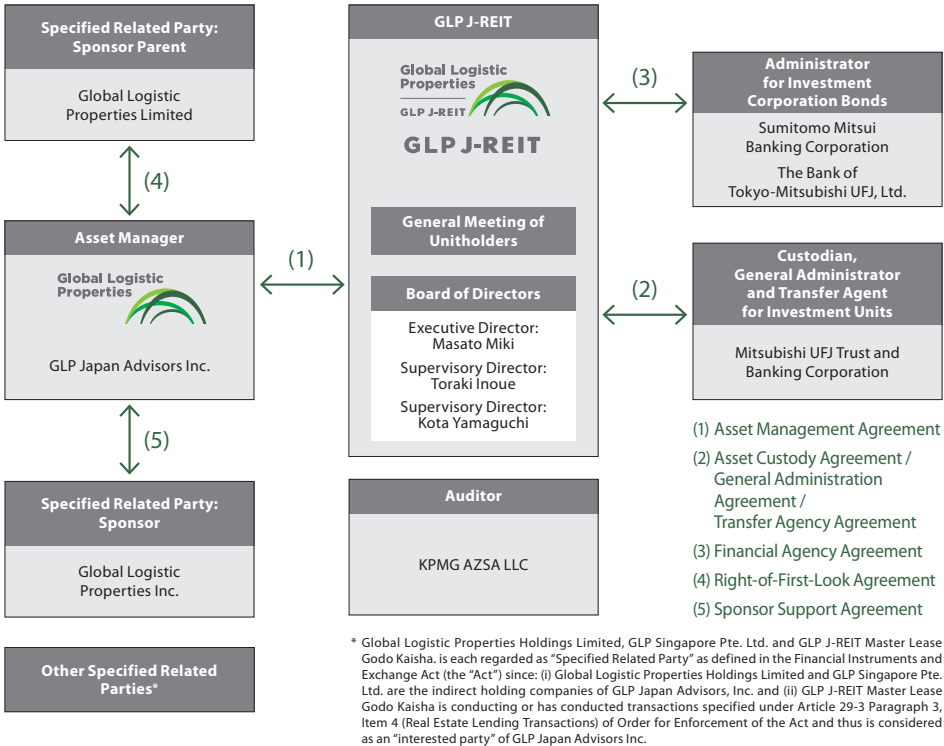 Specified Related Party:
Sponsor Parent
Global Logistic
Properties Limited
(4)
Asset Manager
Global Logistic
Properties
GLP Japan Advisors Inc.
(5)
Specified Related Party:
Sponsor
Global Logistic
Properties Inc.
Other Specified Related
Parties*
(1)
GLP J-REIT
Global Logistic
Properties
GLP J-REIT
GLP J-REIT
General Meeting of
Unitholders
Board of Directors
Executive Director:
Masato Miki
Supervisory Director:
Toraki Inoue
Supervisory Director:
Kota Yamaguchi
Auditor
KPMG AZSA LLC
(3)
Administrator
for Investment
Corporation Bonds
Sumitomo Mitsui
Banking Corporation
The Bank of
Tokyo-Mitsubishi UFJ, Ltd.
(2)
Custodian,
General Administrator
and Transfer Agent
for Investment Units
Mitsubishi UFJ Trust and
Banking Corporation
(1) Asset Management Agreement
(2) Asset Custody Agreement /
General Administration
Agreement /
Transfer Agency Agreement
(3) Financial Agency Agreement
(4) Right-of-First-Look Agreement
(5) Sponsor Support Agreement
* Global Logistic Properties Holdings Limited, GLP Singapore Pte. Ltd. and GLP J-REIT Master Lease
Godo Kaisha. is each regarded as “Specified Related Party” as defined in the Financial Instruments and
Exchange Act (the “Act”) since: (i) Global Logistic Properties Holdings Limited and GLP Singapore Pte.
Ltd. are the indirect holding companies of GLP Japan Advisors, Inc. and (ii) GLP J-REIT Master Lease
Godo Kaisha is conducting or has conducted transactions specified under Article 29-3 Paragraph 3,
Item 4 (Real Estate Lending Transactions) of Order for Enforcement of the Act and thus is considered
as an “interested party” of GLP Japan Advisors Inc.